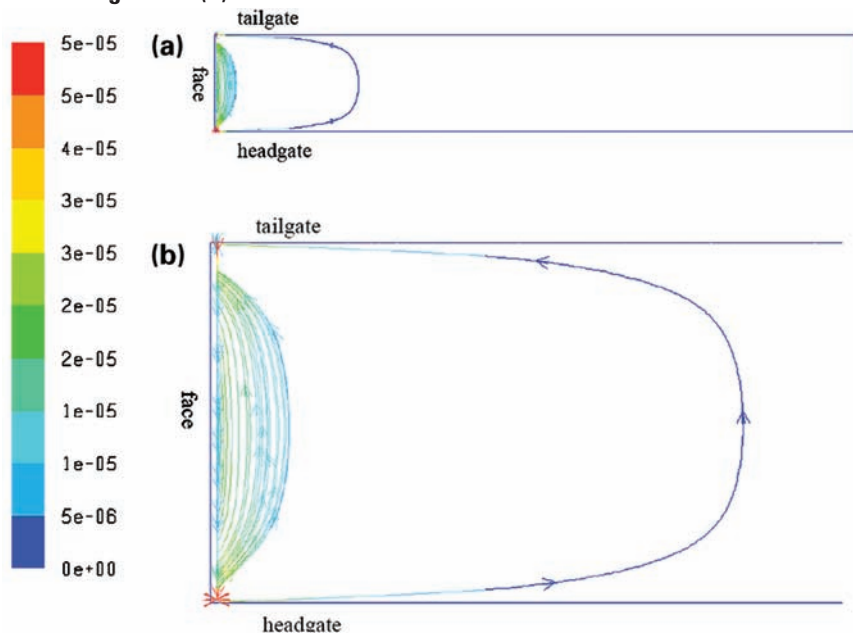 tailgate
(a)
face
headgate
5e-05
5e-05
4e-05
3e-05
3e-05
2e-05
2e-05
1e-05
1e-05
5e-06
0e+00
tailgate
(b)
face
headgate